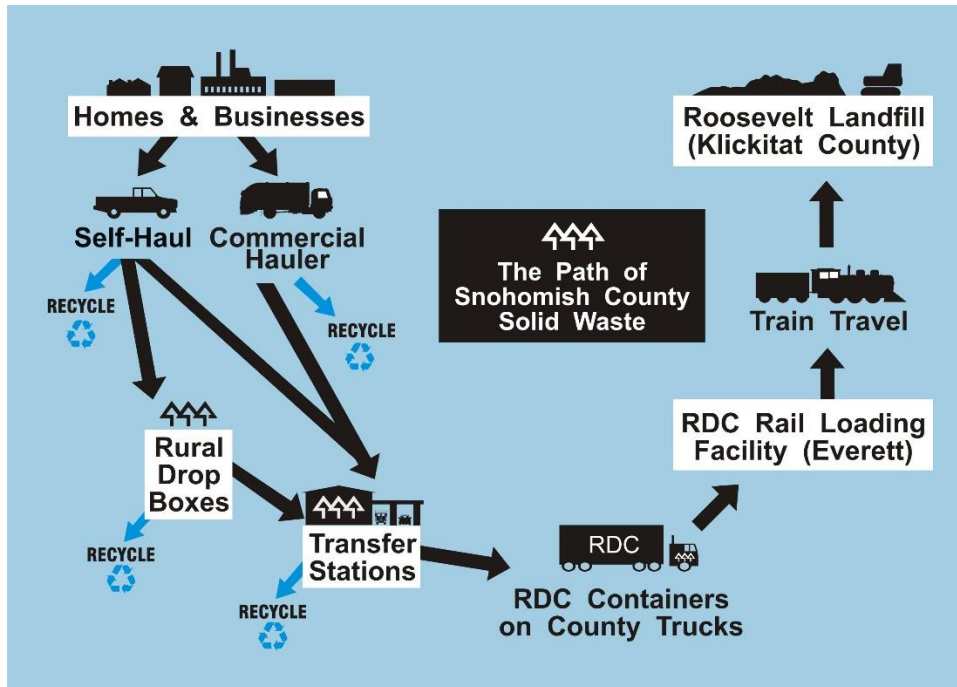 Homes & Businesses
Self-Haul
Commercial
Hauler
RECYCLE
RECYCLE
Rural
Drop
Boxes
RECYCLE
Transfer
Stations
RECYCLE
RDC
RDC Containers
on County Trucks
RDC Rail Loading
Facility (Everett)
Train Travel
Roosevelt Landfill
(Klickitat County)
The Path of
Snohomish County
Solid Waste